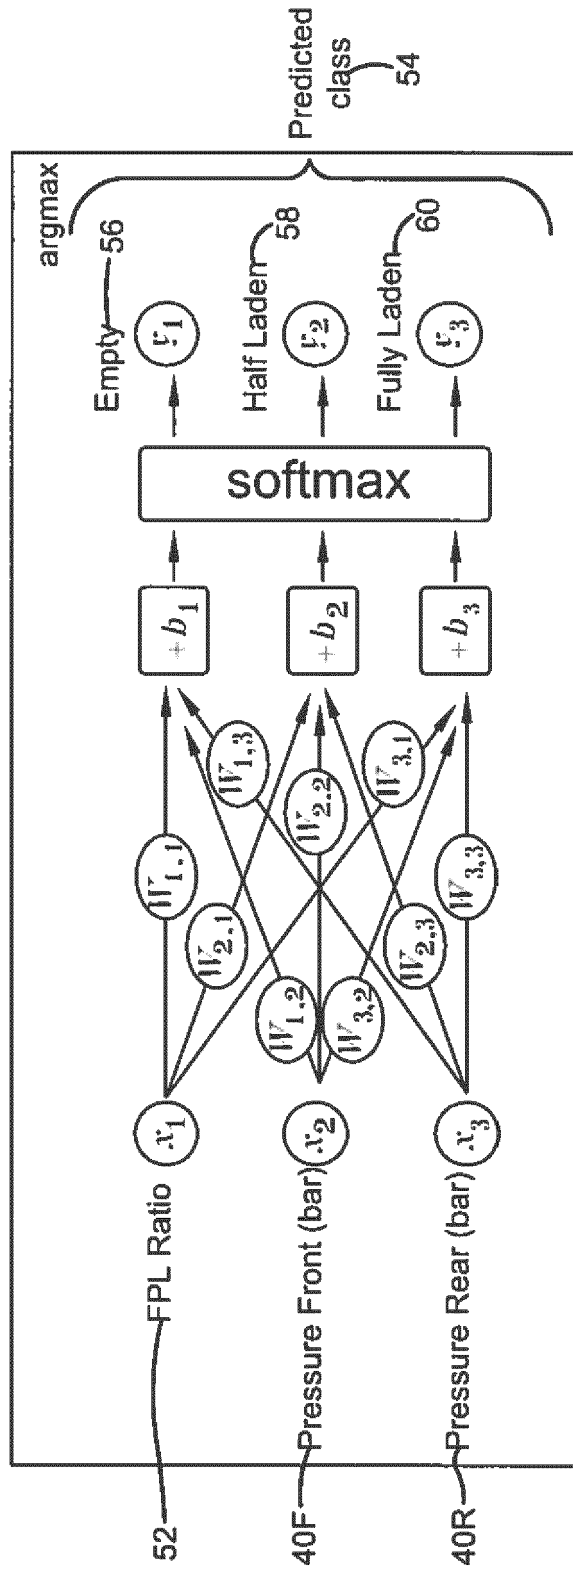 argmax
Empty 56
Half Laden 58
Fully Laden 60
Predicted
class
54
52 FPL Ratio
40F Pressure Front (bar)
40R Pressure Rear (bar)
x1
x2
x3
W1,1
W2,1
W1,3
W1,2
W2,2
W3,2
W2,3
W3,1
W3,3
+b1
+b2
+b3
softmax
y1
y2
y3